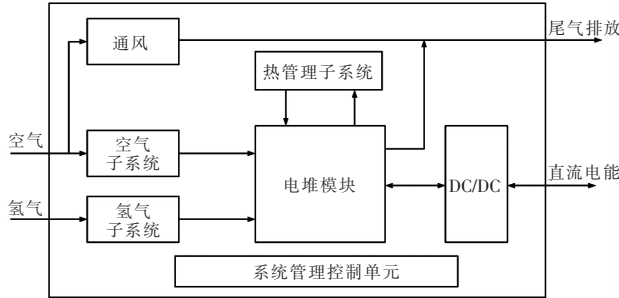 通风
尾气排放
热管理子系统
空气
空气
子系统
电堆模块
DC/DC
直流电能
氢气
氢气
子系统
系统管理控制单元